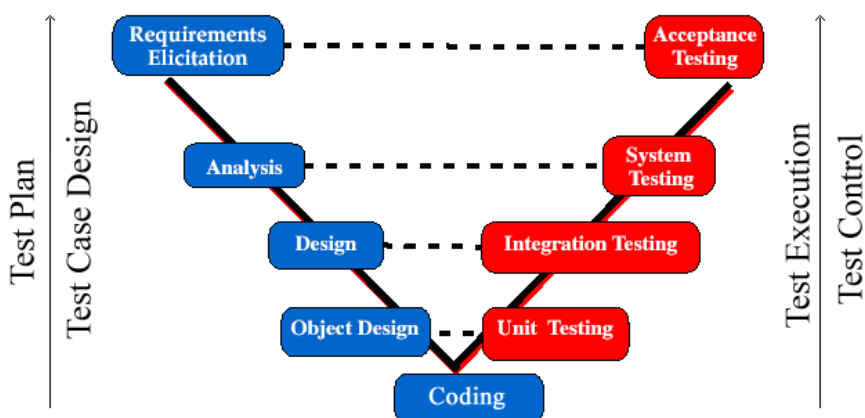 Requirements
Elicitation
Acceptance
Testing
Analysis
System
Testing
Design
Integration Testing
Object Design
Unit Testing
Coding
Test Plan
Test Case Design
Test Execution
Test Control